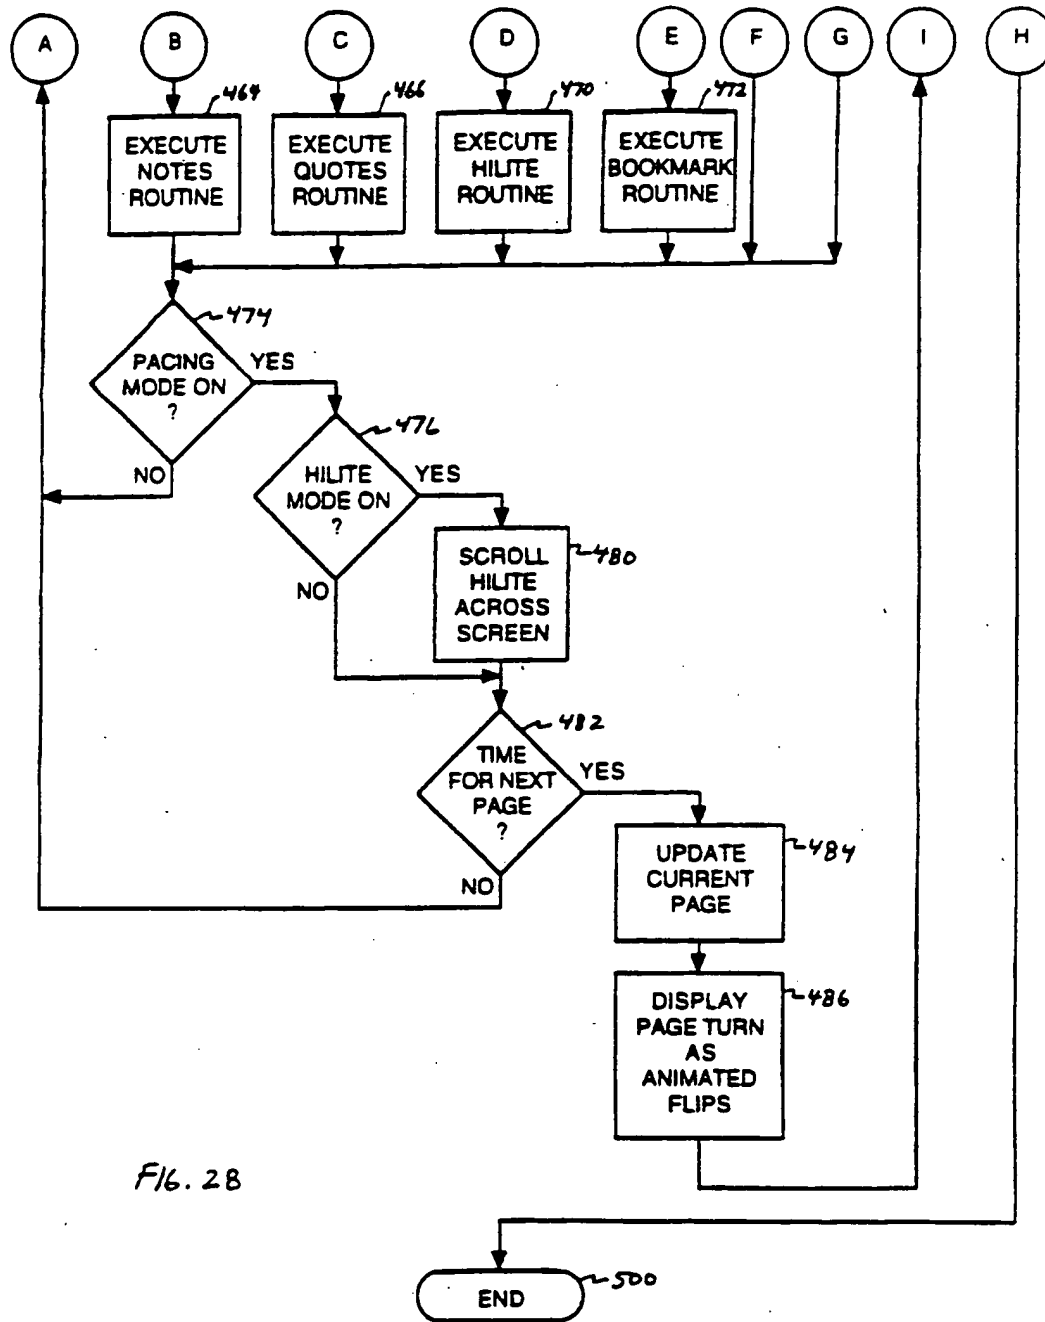 A B C D E F G I H
464 466 470 472
EXECUTE
NOTES
ROUTINE
EXECUTE
QUOTES
ROUTINE
EXECUTE
HILITE
ROUTINE
EXECUTE
BOOKMARK
ROUTINE
474
PACING
MODE ON
?
YES
NO
476
HILITE
MODE ON
?
YES
NO
480
SCROLL
HILITE
ACROSS
SCREEN
482
TIME
FOR NEXT
PAGE
?
YES
NO
484
UPDATE
CURRENT
PAGE
486
DISPLAY
PAGE TURN
AS
ANIMATED
FLIPS
FIG. 28
500
END